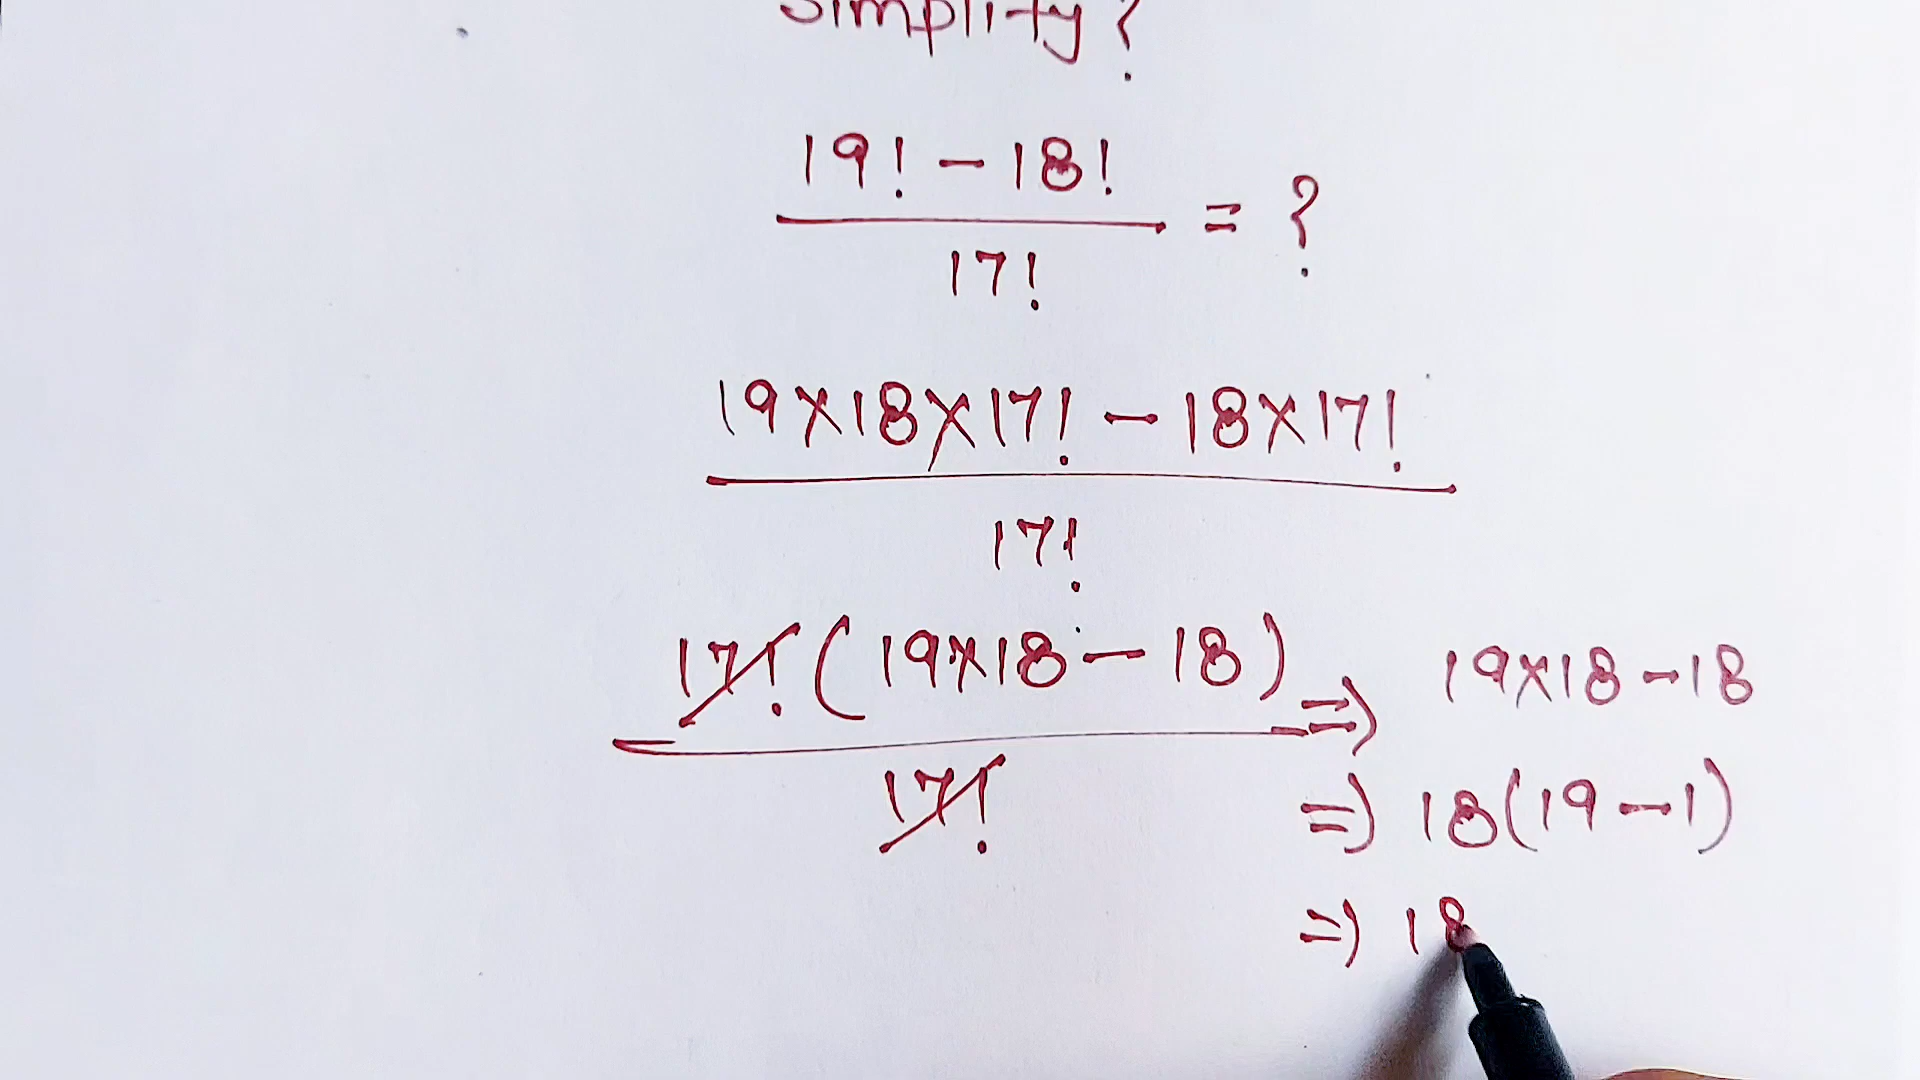 Simplify?
19! - 18!
= ?
17!
19×18×17! - 18×17!
17!
17! (19×18 - 18) ⇒ 19×18 - 18
17!
⇒ 18(19 - 1)
⇒ 18